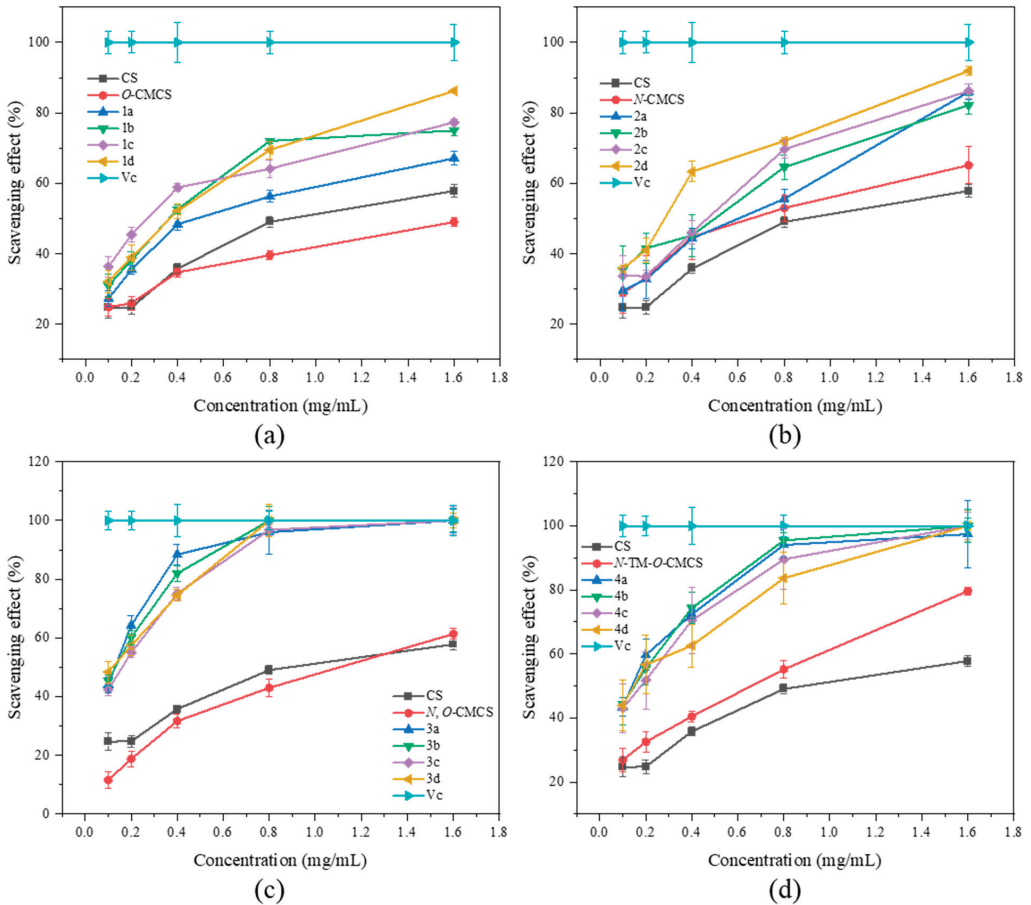 100
80
60
40
20
Scavenging effect (%)
CS
O-CMCS
1a
1b
1c
1d
Vc
0.0 0.2 0.4 0.6 0.8 1.0 1.2 1.4 1.6 1.8
Concentration (mg/mL)
(a)
100
80
60
40
20
Scavenging effect (%)
CS
N-CMCS
2a
2b
2c
2d
Vc
0.0 0.2 0.4 0.6 0.8 1.0 1.2 1.4 1.6 1.8
Concentration (mg/mL)
(b)
120
100
80
60
40
20
0
Scavenging effect (%)
CS
N, O-CMCS
3a
3b
3c
3d
Vc
0.0 0.2 0.4 0.6 0.8 1.0 1.2 1.4 1.6 1.8
Concentration (mg/mL)
(c)
120
100
80
60
40
20
Scavenging effect (%)
CS
N-TM-O-CMCS
4a
4b
4c
4d
Vc
0.0 0.2 0.4 0.6 0.8 1.0 1.2 1.4 1.6 1.8
Concentration (mg/mL)
(d)